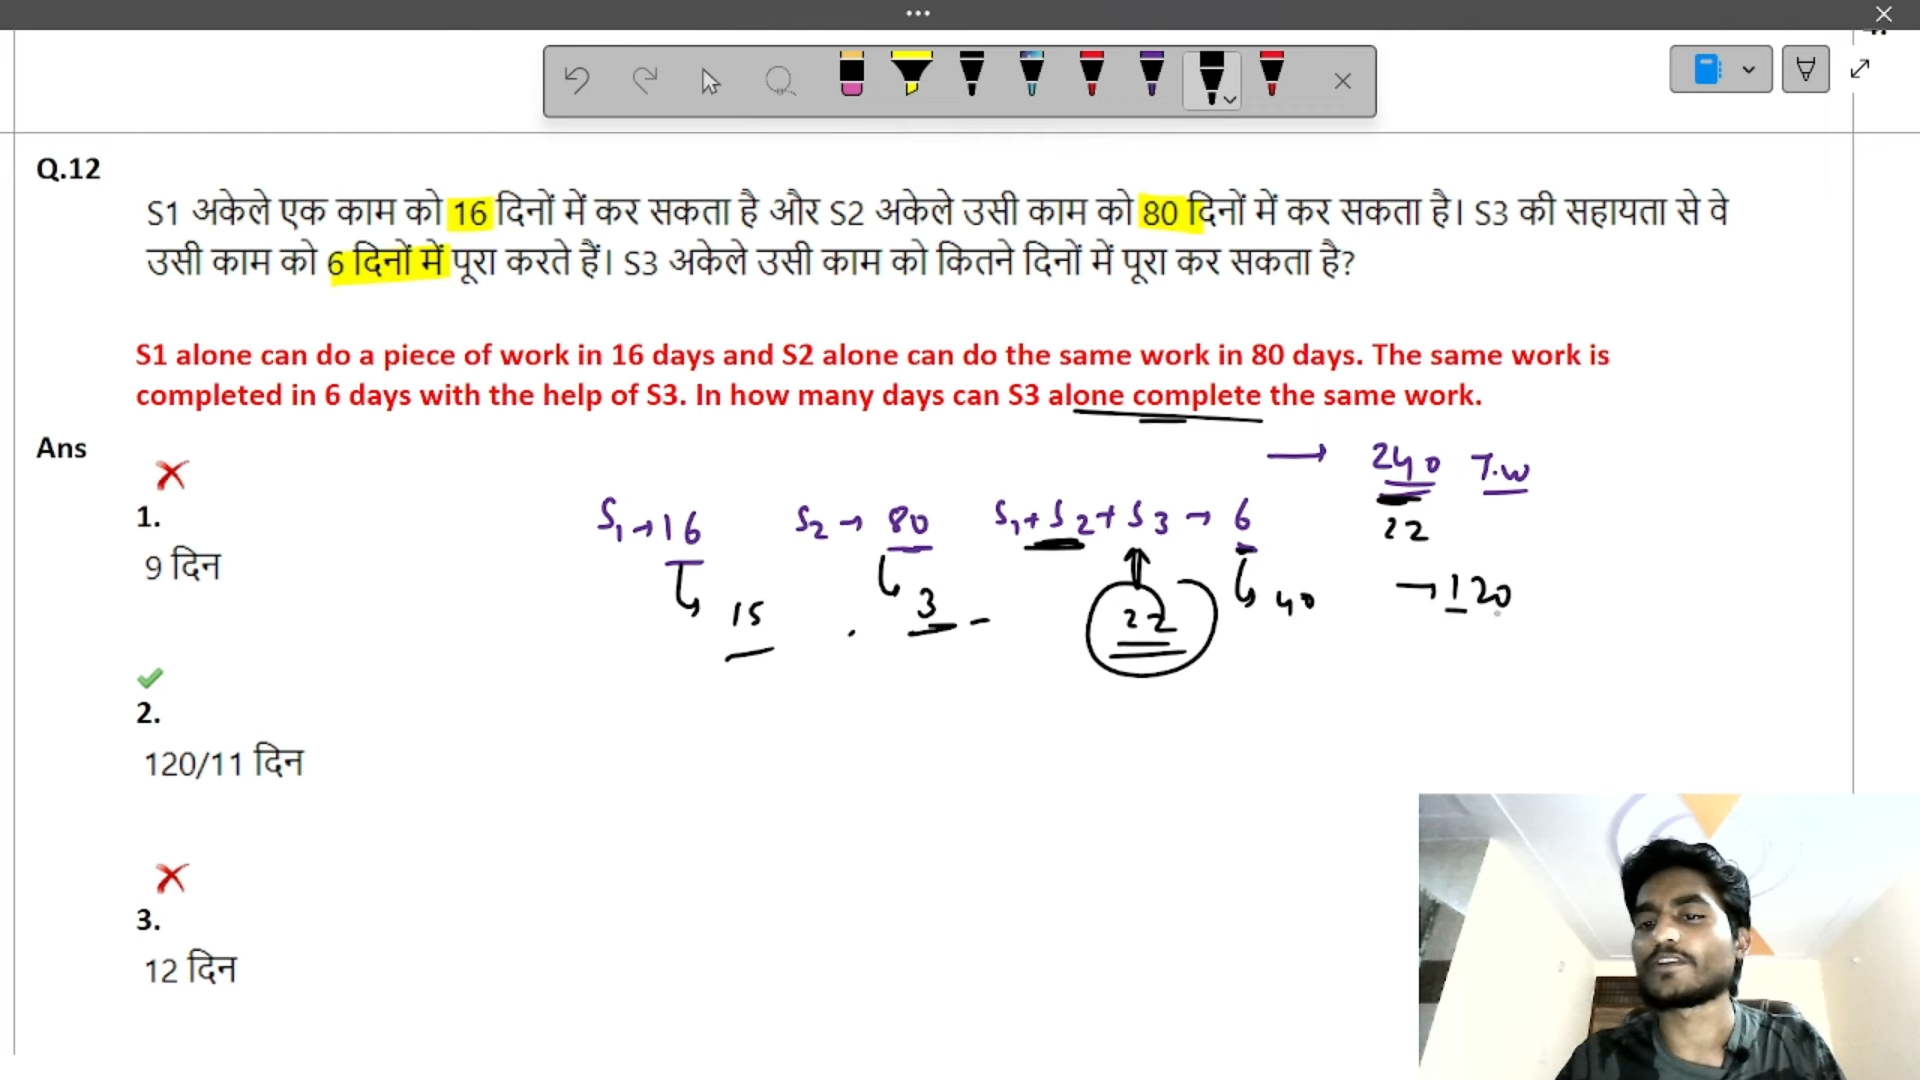 Q.12
S1 अकेले एक काम को 16 दिनों में कर सकता है और S2 अकेले उसी काम को 80 दिनों में कर सकता है। S3 की सहायता से वे
उसी काम को 6 दिनों में पूरा करते हैं। S3 अकेले उसी काम को कितने दिनों में पूरा कर सकता है?
S1 alone can do a piece of work in 16 days and S2 alone can do the same work in 80 days. The same work is
completed in 6 days with the help of S3. In how many days can S3 alone complete the same work.
Ans
→ 240 T.W
22
S1→16 S2→80 S1+S2+S3→6
15 3 22 40 →120
1.
9 दिन
2.
120/11 दिन
3.
12 दिन